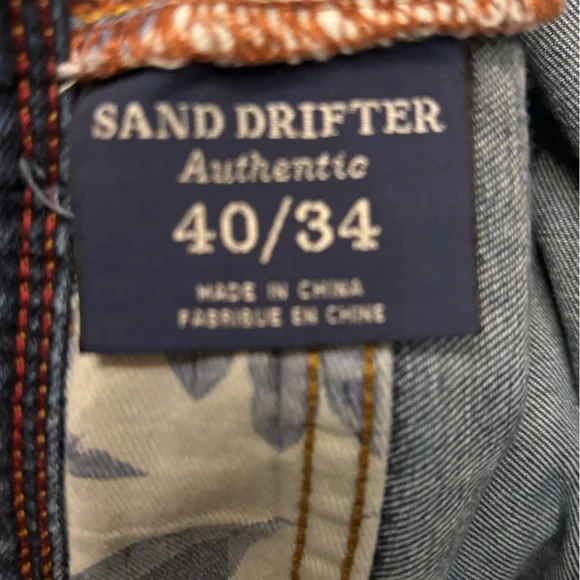 SAND DRIFTER
Authentic
40/34
MADE IN CHINA
FABRIQUE EN CHINE